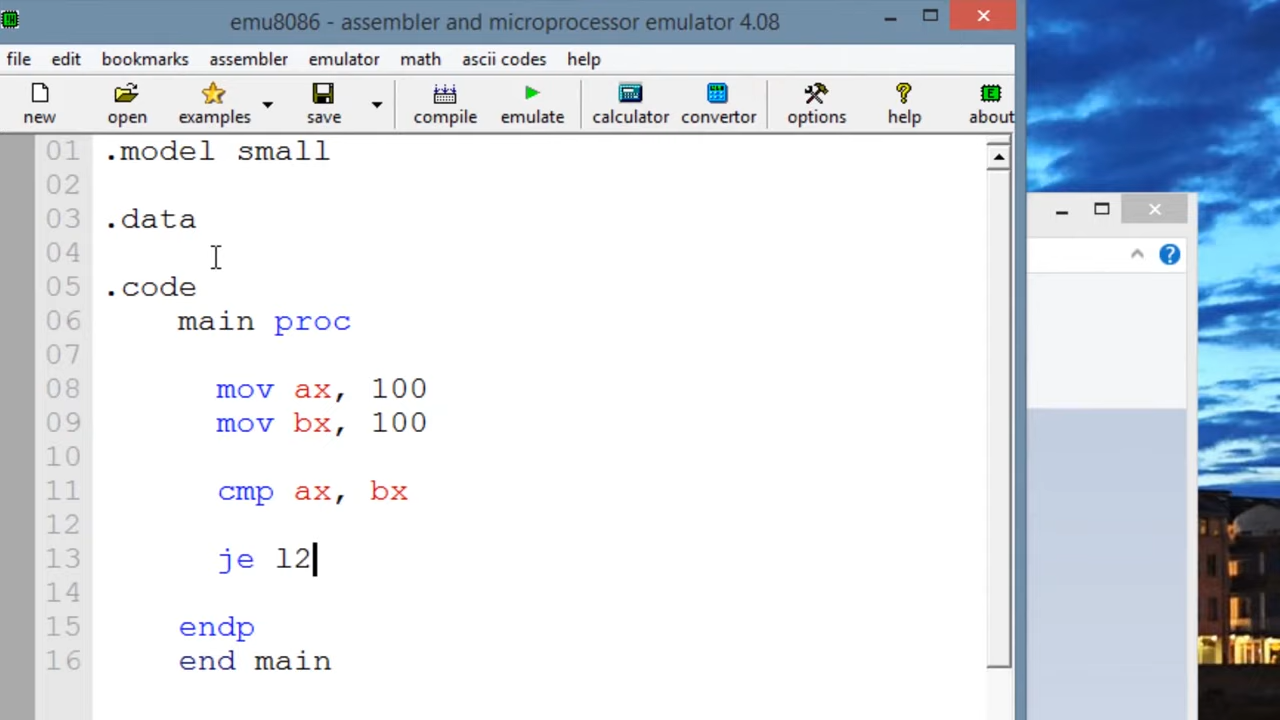 emu8086 - assembler and microprocessor emulator 4.08
file edit bookmarks assembler emulator math ascii codes help
new open examples save compile emulate calculator convertor options help about
01 .model small
02
03 .data
04
05 .code
06 main proc
07
08 mov ax, 100
09 mov bx, 100
10
11 cmp ax, bx
12
13 je l2
14
15 endp
16 end main